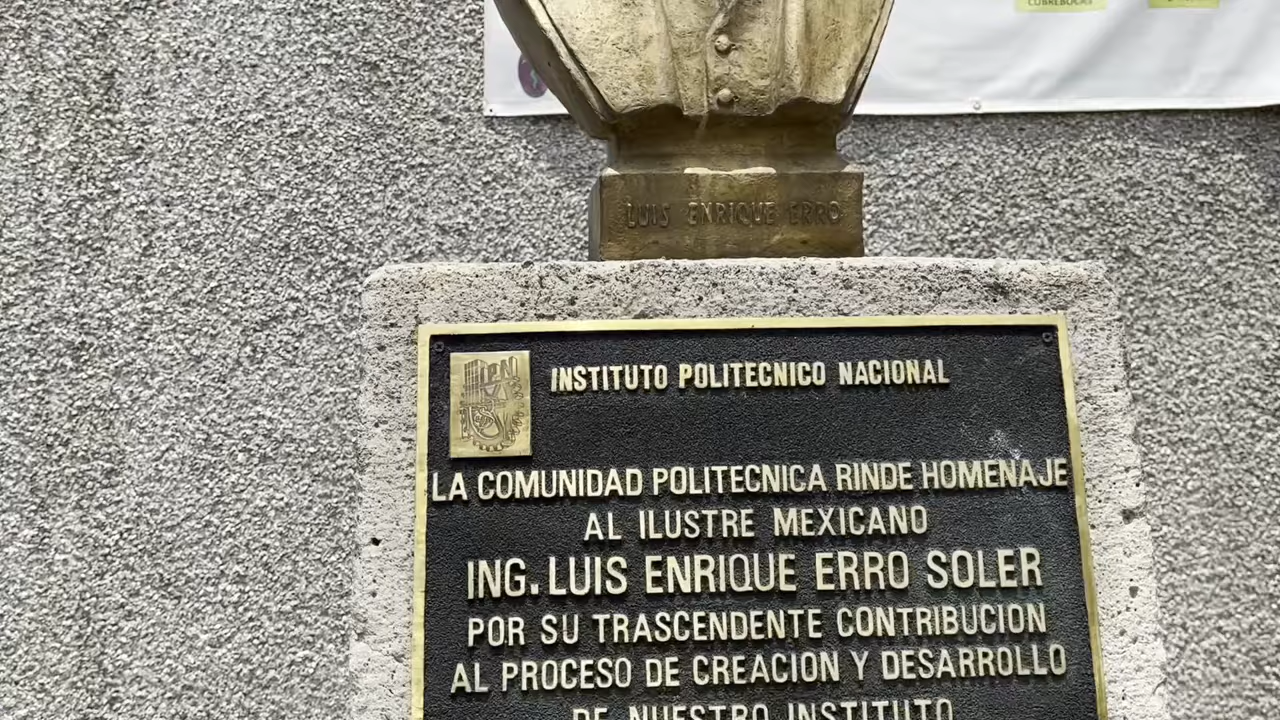 CUBREBOCAS
LUIS ENRIQUE ERRO
INSTITUTO POLITECNICO NACIONAL
LA COMUNIDAD POLITECNICA RINDE HOMENAJE
AL ILUSTRE MEXICANO
ING. LUIS ENRIQUE ERRO SOLER
POR SU TRASCENDENTE CONTRIBUCION
AL PROCESO DE CREACION Y DESARROLLO
DE NUESTRO INSTITUTO